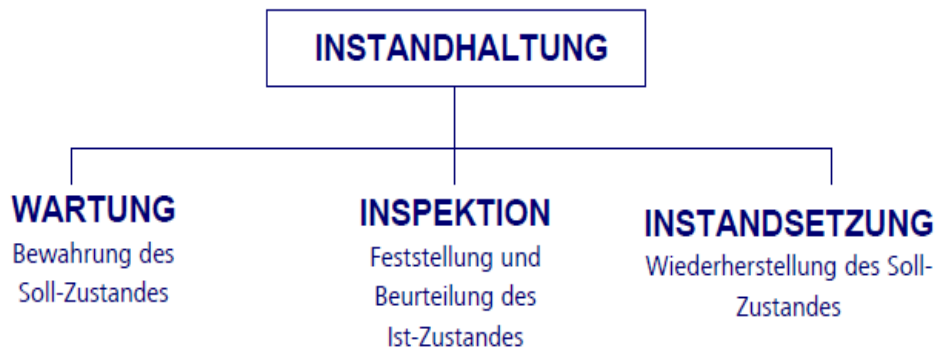 INSTANDHALTUNG
WARTUNG
Bewahrung des
Soll-Zustandes
INSPEKTION
Feststellung und
Beurteilung des
Ist-Zustandes
INSTANDSETZUNG
Wiederherstellung des Soll-
Zustandes